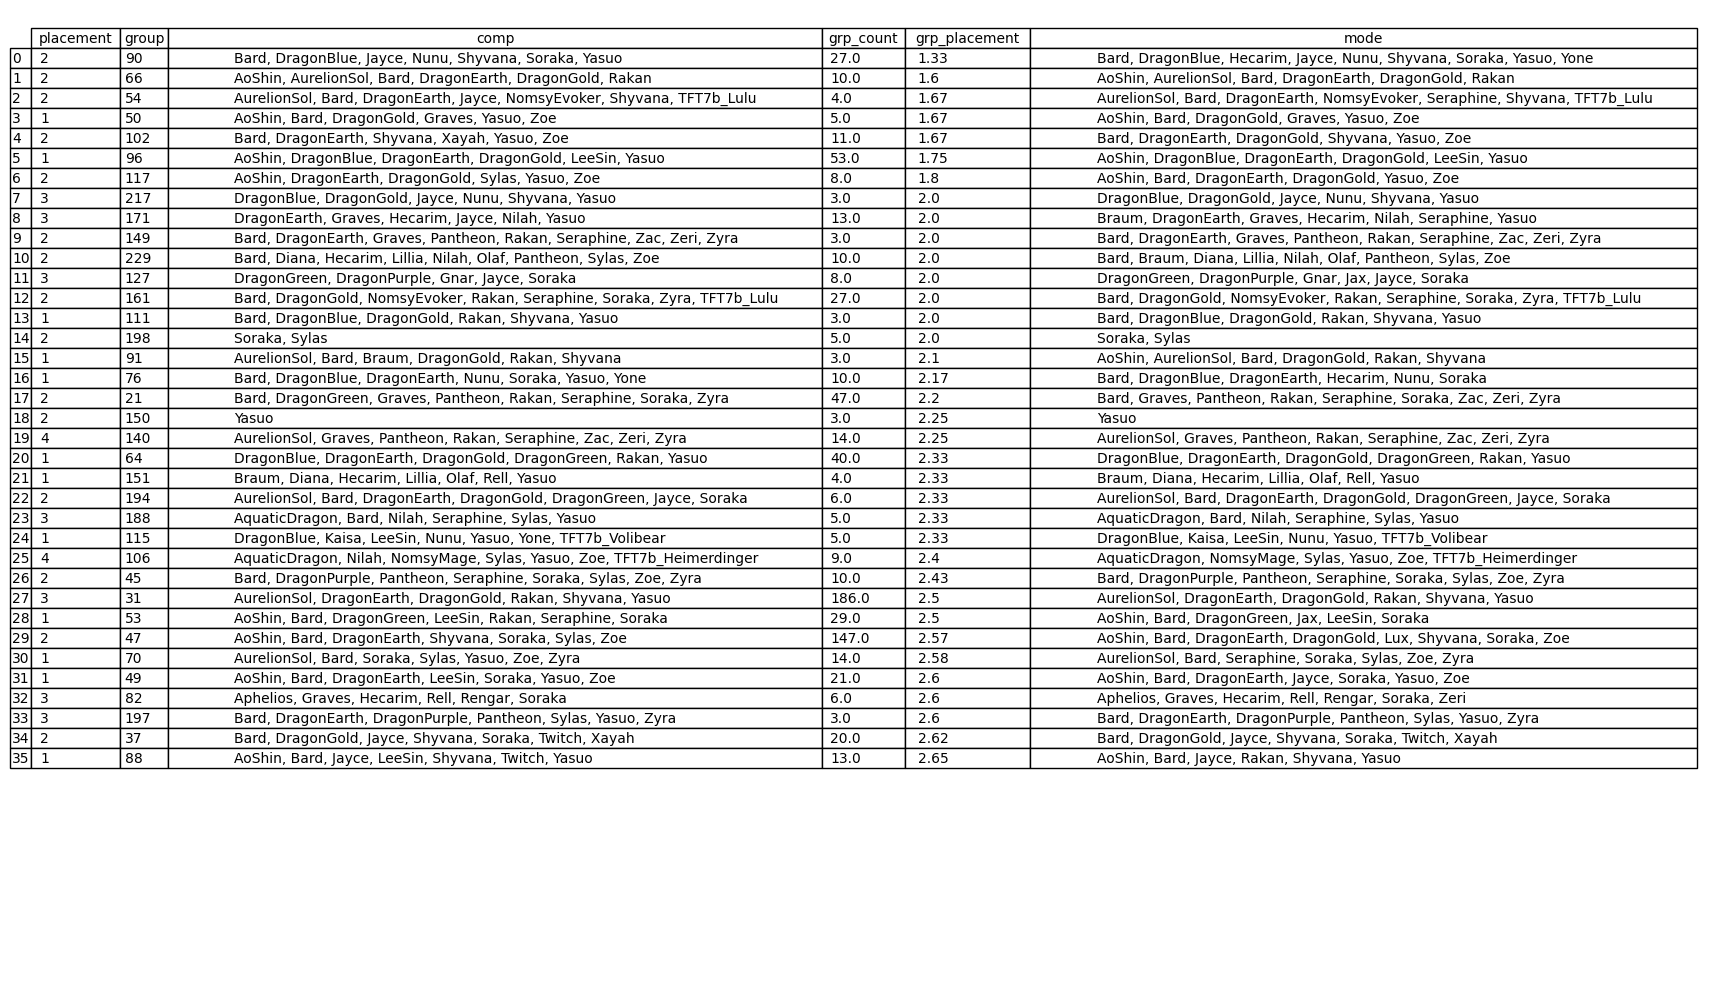 placement group comp grp_count grp_placement mode
0 2 90 Bard, DragonBlue, Jayce, Nunu, Shyvana, Soraka, Yasuo 27.0 1.33 Bard, DragonBlue, Hecarim, Jayce, Nunu, Shyvana, Soraka, Yasuo, Yone
1 2 66 AoShin, AurelionSol, Bard, DragonEarth, DragonGold, Rakan 10.0 1.6 AoShin, AurelionSol, Bard, DragonEarth, DragonGold, Rakan
2 2 54 AurelionSol, Bard, DragonEarth, Jayce, NomsyEvoker, Shyvana, TFT7b_Lulu 4.0 1.67 AurelionSol, Bard, DragonEarth, NomsyEvoker, Seraphine, Shyvana, TFT7b_Lulu
3 1 50 AoShin, Bard, DragonGold, Graves, Yasuo, Zoe 5.0 1.67 AoShin, Bard, DragonGold, Graves, Yasuo, Zoe
4 2 102 Bard, DragonEarth, Shyvana, Xayah, Yasuo, Zoe 11.0 1.67 Bard, DragonEarth, DragonGold, Shyvana, Yasuo, Zoe
5 1 96 AoShin, DragonBlue, DragonEarth, DragonGold, LeeSin, Yasuo 53.0 1.75 AoShin, DragonBlue, DragonEarth, DragonGold, LeeSin, Yasuo
6 2 117 AoShin, DragonEarth, DragonGold, Sylas, Yasuo, Zoe 8.0 1.8 AoShin, Bard, DragonEarth, DragonGold, Yasuo, Zoe
7 3 217 DragonBlue, DragonGold, Jayce, Nunu, Shyvana, Yasuo 3.0 2.0 DragonBlue, DragonGold, Jayce, Nunu, Shyvana, Yasuo
8 3 171 DragonEarth, Graves, Hecarim, Jayce, Nilah, Yasuo 13.0 2.0 Braum, DragonEarth, Graves, Hecarim, Nilah, Seraphine, Yasuo
9 2 149 Bard, DragonEarth, Graves, Pantheon, Rakan, Seraphine, Zac, Zeri, Zyra 3.0 2.0 Bard, DragonEarth, Graves, Pantheon, Rakan, Seraphine, Zac, Zeri, Zyra
10 2 229 Bard, Diana, Hecarim, Lillia, Nilah, Olaf, Pantheon, Sylas, Zoe 10.0 2.0 Bard, Braum, Diana, Lillia, Nilah, Olaf, Pantheon, Sylas, Zoe
11 3 127 DragonGreen, DragonPurple, Gnar, Jayce, Soraka 8.0 2.0 DragonGreen, DragonPurple, Gnar, Jax, Jayce, Soraka
12 2 161 Bard, DragonGold, NomsyEvoker, Rakan, Seraphine, Soraka, Zyra, TFT7b_Lulu 27.0 2.0 Bard, DragonGold, NomsyEvoker, Rakan, Seraphine, Soraka, Zyra, TFT7b_Lulu
13 1 111 Bard, DragonBlue, DragonGold, Rakan, Shyvana, Yasuo 3.0 2.0 Bard, DragonBlue, DragonGold, Rakan, Shyvana, Yasuo
14 2 198 Soraka, Sylas 5.0 2.0 Soraka, Sylas
15 1 91 AurelionSol, Bard, Braum, DragonGold, Rakan, Shyvana 3.0 2.1 AoShin, AurelionSol, Bard, DragonGold, Rakan, Shyvana
16 1 76 Bard, DragonBlue, DragonEarth, Nunu, Soraka, Yasuo, Yone 10.0 2.17 Bard, DragonBlue, DragonEarth, Hecarim, Nunu, Soraka
17 2 21 Bard, DragonGreen, Graves, Pantheon, Rakan, Seraphine, Soraka, Zyra 47.0 2.2 Bard, Graves, Pantheon, Rakan, Seraphine, Soraka, Zac, Zeri, Zyra
18 2 150 Yasuo 3.0 2.25 Yasuo
19 4 140 AurelionSol, Graves, Pantheon, Rakan, Seraphine, Zac, Zeri, Zyra 14.0 2.25 AurelionSol, Graves, Pantheon, Rakan, Seraphine, Zac, Zeri, Zyra
20 1 64 DragonBlue, DragonEarth, DragonGold, DragonGreen, Rakan, Yasuo 40.0 2.33 DragonBlue, DragonEarth, DragonGold, DragonGreen, Rakan, Yasuo
21 1 151 Braum, Diana, Hecarim, Lillia, Olaf, Rell, Yasuo 4.0 2.33 Braum, Diana, Hecarim, Lillia, Olaf, Rell, Yasuo
22 2 194 AurelionSol, Bard, DragonEarth, DragonGold, DragonGreen, Jayce, Soraka 6.0 2.33 AurelionSol, Bard, DragonEarth, DragonGold, DragonGreen, Jayce, Soraka
23 3 188 AquaticDragon, Bard, Nilah, Seraphine, Sylas, Yasuo 5.0 2.33 AquaticDragon, Bard, Nilah, Seraphine, Sylas, Yasuo
24 1 115 DragonBlue, Kaisa, LeeSin, Nunu, Yasuo, Yone, TFT7b_Volibear 5.0 2.33 DragonBlue, Kaisa, LeeSin, Nunu, Yasuo, TFT7b_Volibear
25 4 106 AquaticDragon, Nilah, NomsyMage, Sylas, Yasuo, Zoe, TFT7b_Heimerdinger 9.0 2.4 AquaticDragon, NomsyMage, Sylas, Yasuo, Zoe, TFT7b_Heimerdinger
26 2 45 Bard, DragonPurple, Pantheon, Seraphine, Soraka, Sylas, Zoe, Zyra 10.0 2.43 Bard, DragonPurple, Pantheon, Seraphine, Soraka, Sylas, Zoe, Zyra
27 3 31 AurelionSol, DragonEarth, DragonGold, Rakan, Shyvana, Yasuo 186.0 2.5 AurelionSol, DragonEarth, DragonGold, Rakan, Shyvana, Yasuo
28 1 53 AoShin, Bard, DragonGreen, LeeSin, Rakan, Seraphine, Soraka 29.0 2.5 AoShin, Bard, DragonGreen, Jax, LeeSin, Soraka
29 2 47 AoShin, Bard, DragonEarth, Shyvana, Soraka, Sylas, Zoe 147.0 2.57 AoShin, Bard, DragonEarth, DragonGold, Lux, Shyvana, Soraka, Zoe
30 1 70 AurelionSol, Bard, Soraka, Sylas, Yasuo, Zoe, Zyra 14.0 2.58 AurelionSol, Bard, Seraphine, Soraka, Sylas, Zoe, Zyra
31 1 49 AoShin, Bard, DragonEarth, LeeSin, Soraka, Yasuo, Zoe 21.0 2.6 AoShin, Bard, DragonEarth, Jayce, Soraka, Yasuo, Zoe
32 3 82 Aphelios, Graves, Hecarim, Rell, Rengar, Soraka 6.0 2.6 Aphelios, Graves, Hecarim, Rell, Rengar, Soraka, Zeri
33 3 197 Bard, DragonEarth, DragonPurple, Pantheon, Sylas, Yasuo, Zyra 3.0 2.6 Bard, DragonEarth, DragonPurple, Pantheon, Sylas, Yasuo, Zyra
34 2 37 Bard, DragonGold, Jayce, Shyvana, Soraka, Twitch, Xayah 20.0 2.62 Bard, DragonGold, Jayce, Shyvana, Soraka, Twitch, Xayah
35 1 88 AoShin, Bard, Jayce, LeeSin, Shyvana, Twitch, Yasuo 13.0 2.65 AoShin, Bard, Jayce, Rakan, Shyvana, Yasuo